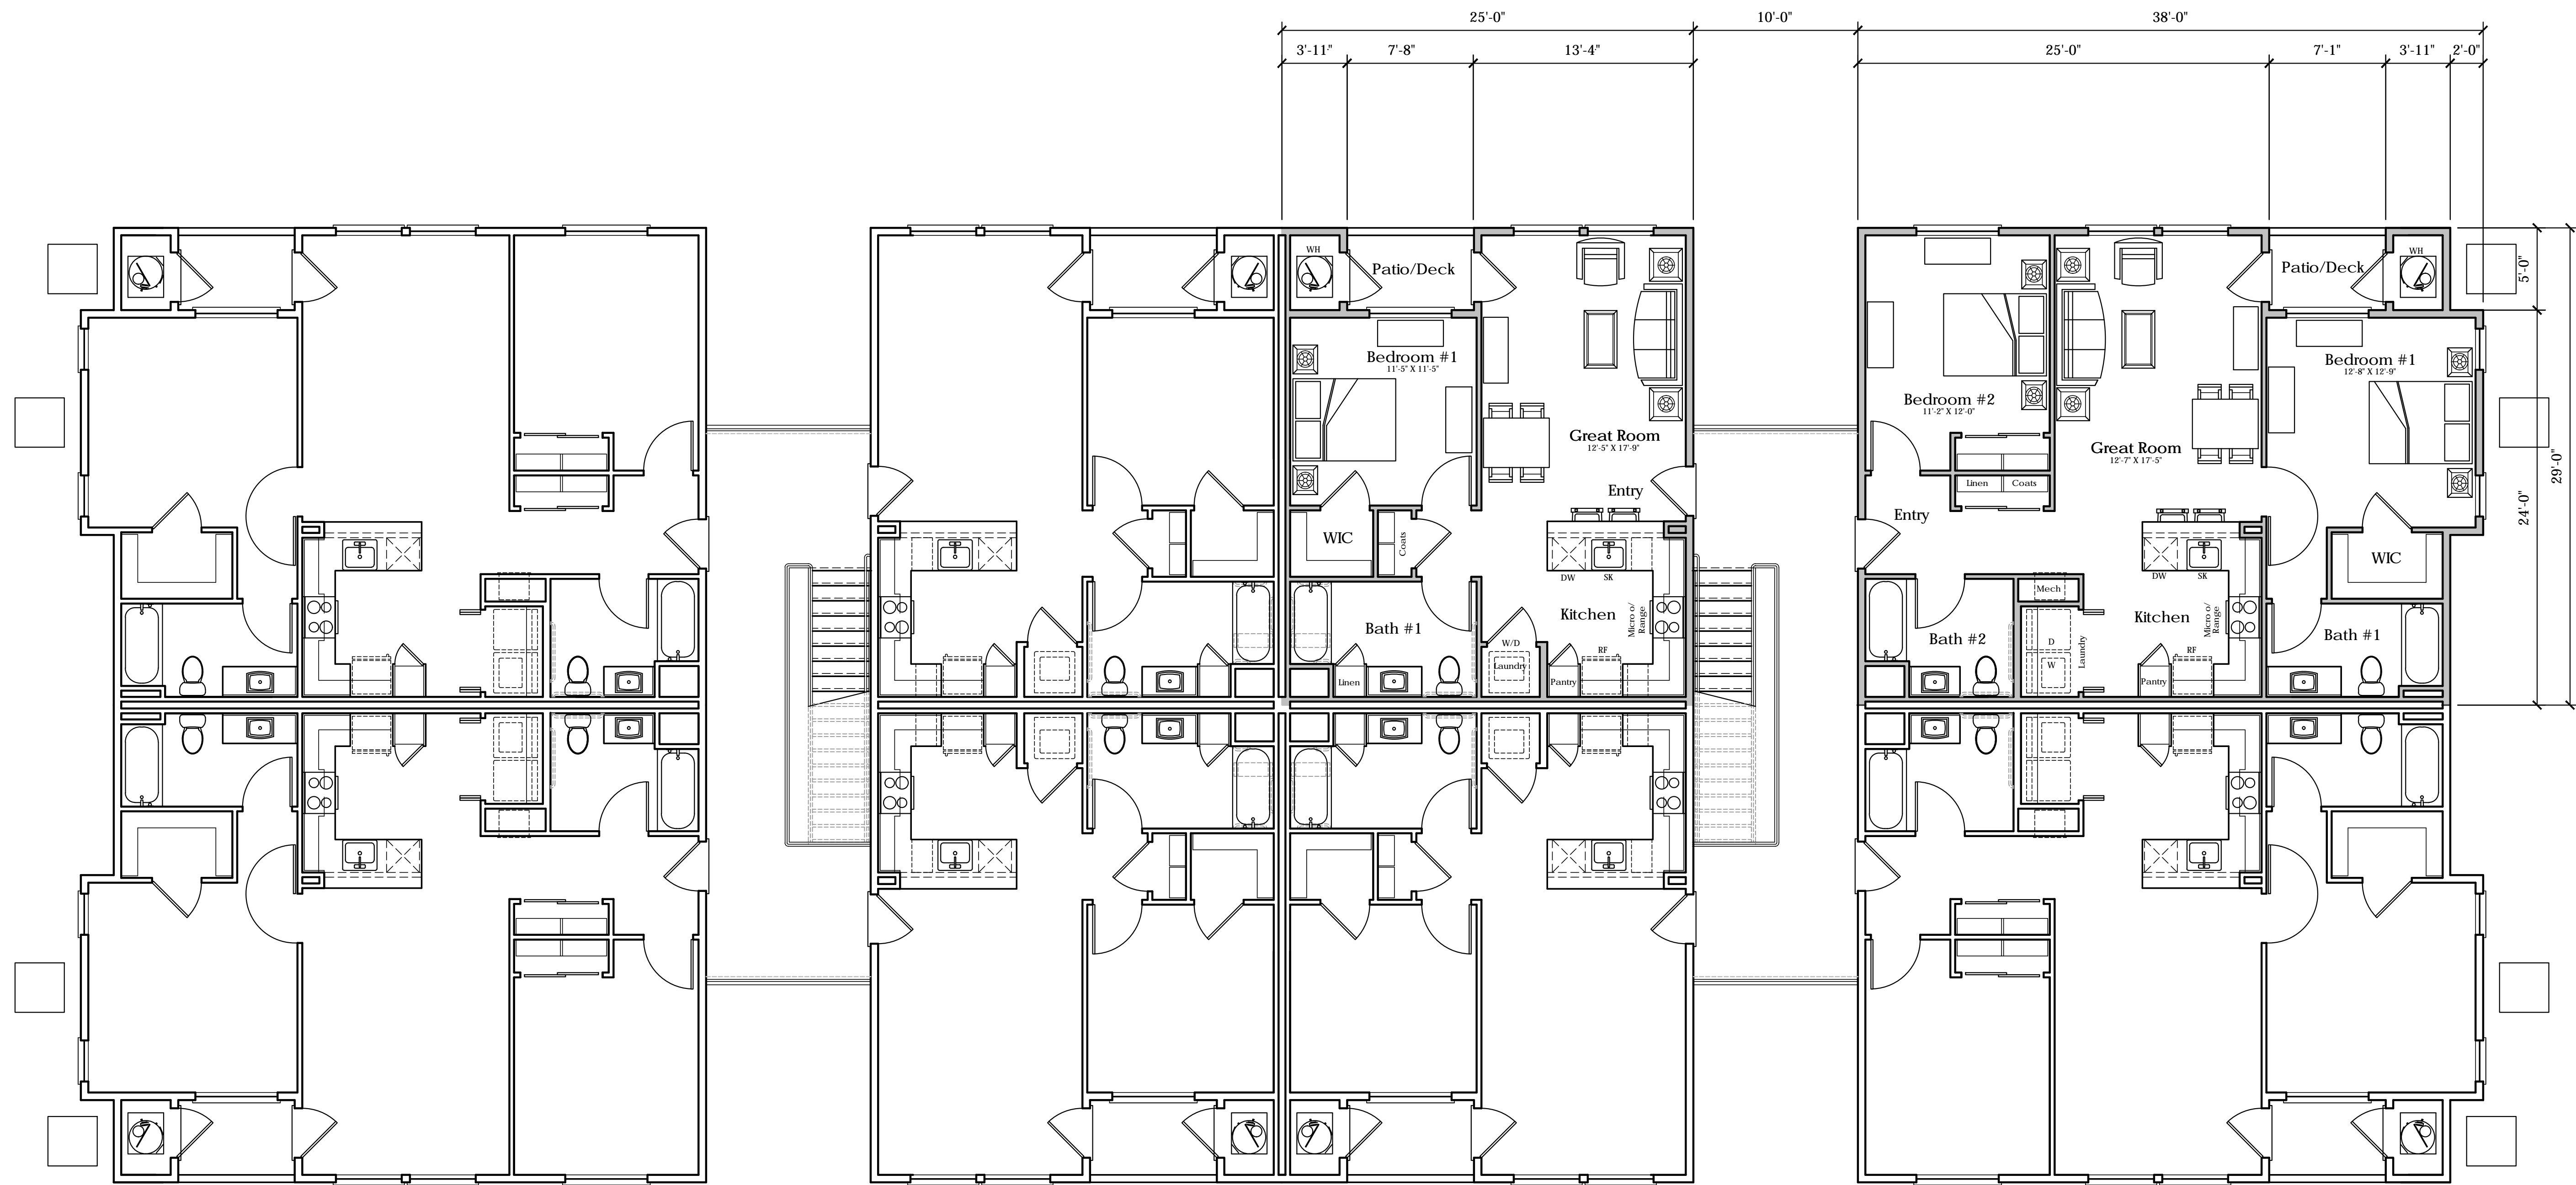 25'-0"
10'-0"
38'-0"
3'-11"
7'-8"
13'-4"
25'-0"
7'-1"
3'-11"
2'-0"
WH
Patio/Deck
Bedroom #1
11'-5" X 11'-5"
Great Room
12'-5" X 17'-9"
Entry
WIC
Coats
DW
SK
Kitchen
Micro o/
Range
Bath #1
W/D
Laundry
RF
Linen
Pantry
Bedroom #2
11'-2" X 12'-0"
Linen
Coats
Entry
Great Room
12'-7" X 17'-5"
Patio/Deck
WH
Bedroom #1
12'-8" X 12'-9"
WIC
DW
SK
Mech
Kitchen
Micro o/
Range
Bath #2
D
W
Laundry
RF
Pantry
Bath #1
5'-0"
24'-0"
29'-0"